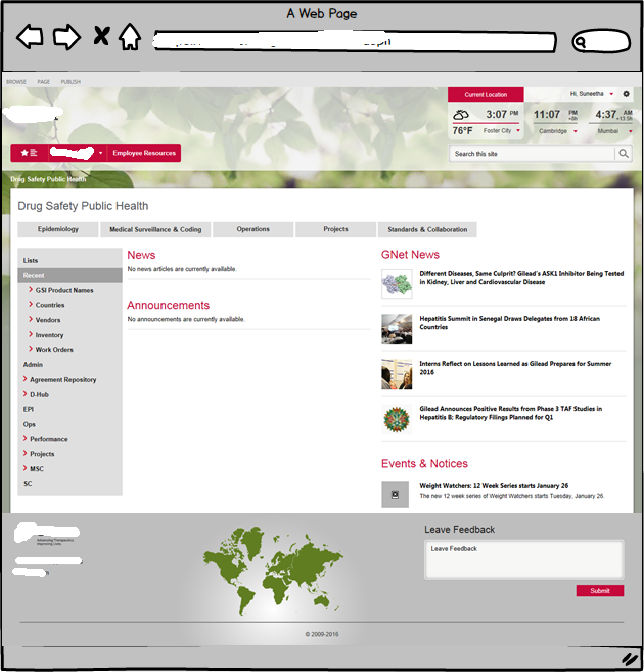 A Web Page
BROWSE PAGE PUBLISH
Current Location
Hi, Suneetha
3:07 PM
76°F Foster City
11:07 PM +8h
Cambridge
4:37 AM +13.5h
Mumbai
Employee Resources
Search this site
Drug Safety Public Health
Drug Safety Public Health
Epidemiology
Medical Surveillance & Coding
Operations
Projects
Standards & Collaboration
Lists
Recent
GSI Product Names
Countries
Vendors
Inventory
Work Orders
Admin
Agreement Repository
D-Hub
EPI
Ops
Performance
Projects
MSC
SC
News
No news articles are currently available.
Announcements
No announcements are currently available.
GNet News
Different Diseases, Same Culprit? Gilead's ASK1 Inhibitor Being Tested
in Kidney, Liver and Cardiovascular Disease
Hepatitis Summit in Senegal Draws Delegates from 18 African
Countries
Interns Reflect on Lessons Learned as Gilead Prepares for Summer
2016
Gilead Announces Positive Results from Phase 3 TAF Studies in
Hepatitis B; Regulatory Filings Planned for Q1
Events & Notices
Weight Watchers: 12 Week Series starts January 26
The new 12 week series of Weight Watchers starts Tuesday, January 26.
Advancing Therapeutics.
Improving Lives.
Leave Feedback
Leave Feedback
Submit
© 2009-2016